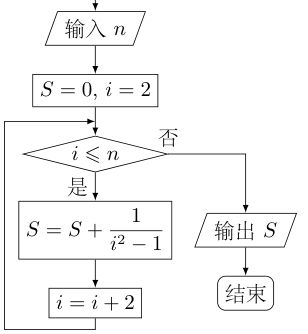 输入 n
S = 0, i = 2
i ⩽ n
否
是
S = S + 1/(i² − 1)
输出 S
i = i + 2
结束